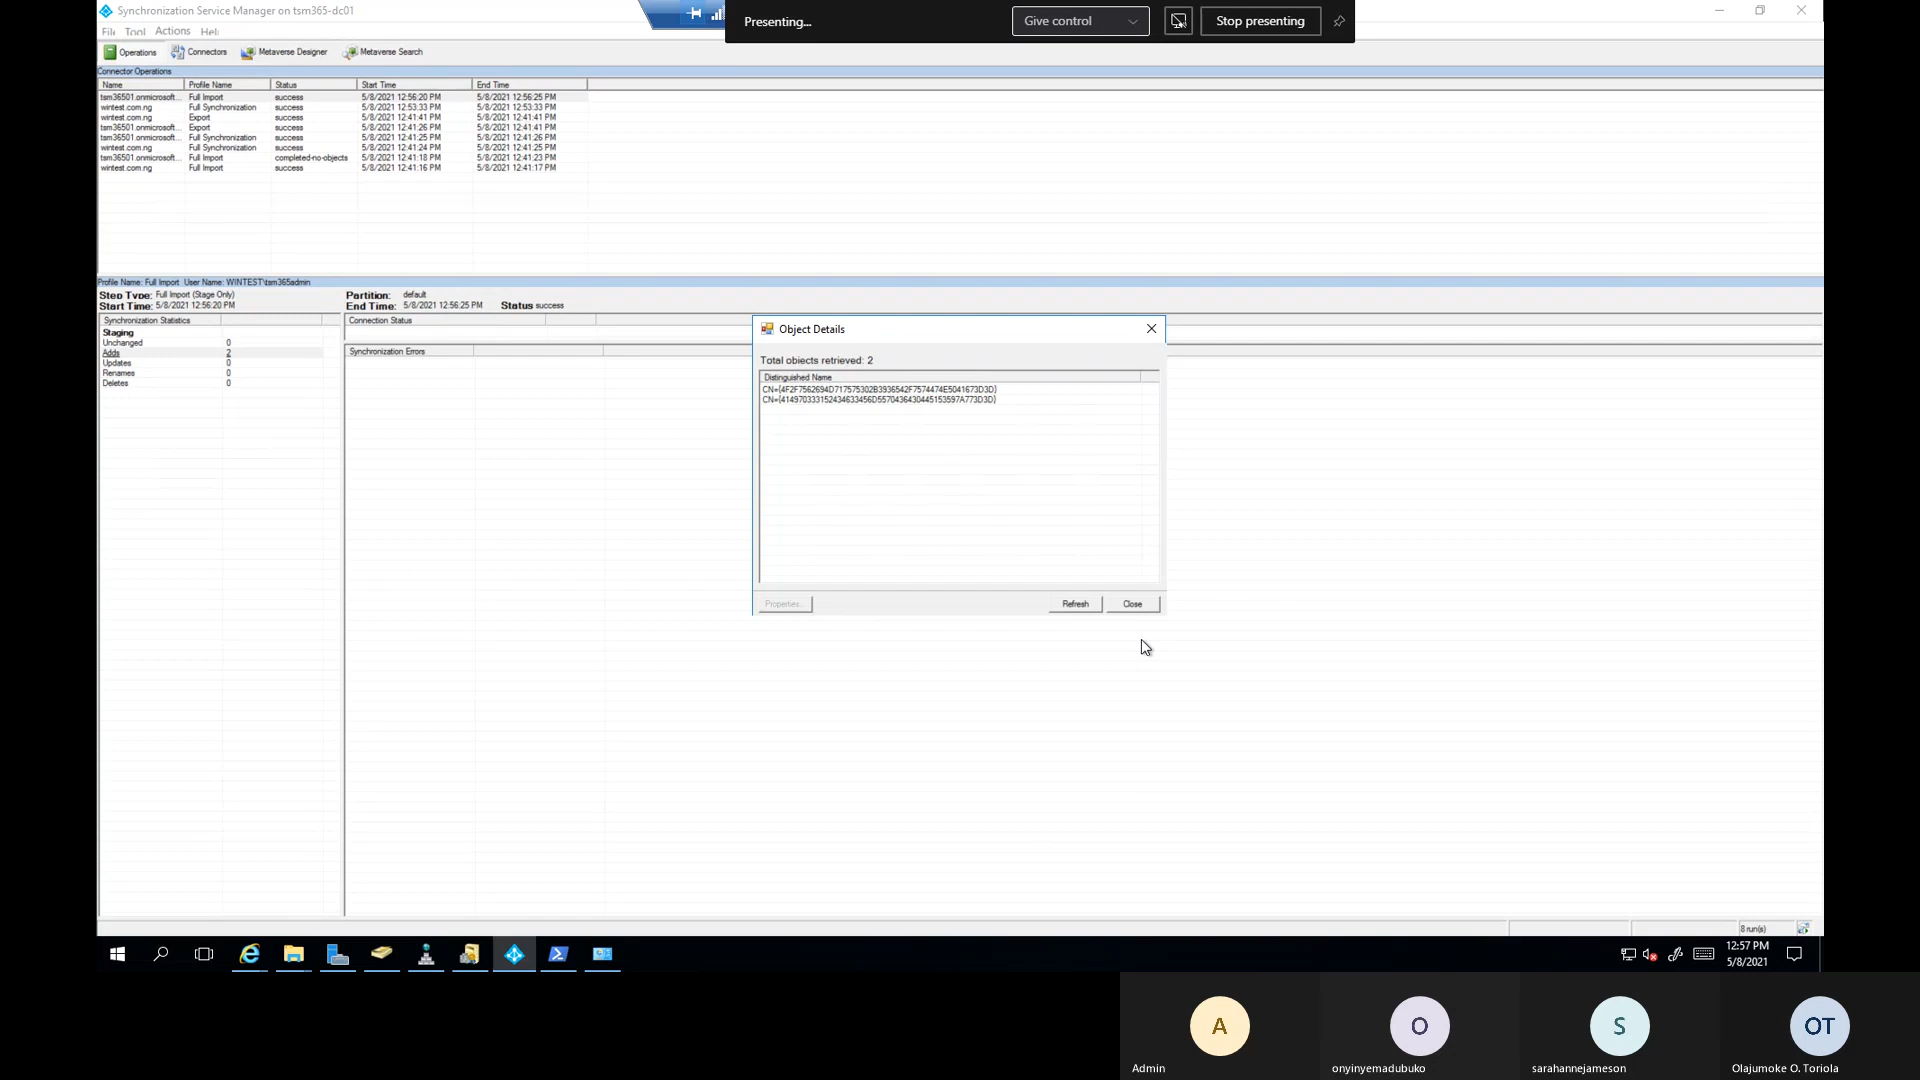 Synchronization Service Manager on tsm365-dc01
Presenting...
Give control
Stop presenting
File Tool Actions Help
Operations Connectors Metaverse Designer Metaverse Search
Connector Operations
Name Profile Name Status Start Time End Time
tsm36501.onmicrosoft... Full Import success 5/8/2021 12:56:20 PM 5/8/2021 12:56:25 PM
wintest.com.ng Full Synchronization success 5/8/2021 12:53:33 PM 5/8/2021 12:53:33 PM
wintest.com.ng Export success 5/8/2021 12:41:41 PM 5/8/2021 12:41:41 PM
tsm36501.onmicrosoft... Export success 5/8/2021 12:41:26 PM 5/8/2021 12:41:41 PM
tsm36501.onmicrosoft... Full Synchronization success 5/8/2021 12:41:25 PM 5/8/2021 12:41:26 PM
wintest.com.ng Full Synchronization success 5/8/2021 12:41:24 PM 5/8/2021 12:41:25 PM
tsm36501.onmicrosoft... Full Import completed-no-objects 5/8/2021 12:41:18 PM 5/8/2021 12:41:23 PM
wintest.com.ng Full Import success 5/8/2021 12:41:16 PM 5/8/2021 12:41:17 PM
Profile Name: Full Import User Name: WINTEST\tsm365admin
Step Type: Full Import (Stage Only) Partition: default
Start Time: 5/8/2021 12:56:20 PM End Time: 5/8/2021 12:56:25 PM Status success
Synchronization Statistics Connection Status
Staging
Unchanged 0
Adds 2
Updates 0
Renames 0
Deletes 0
Synchronization Errors
Object Details
Total objects retrieved: 2
Distinguished Name
CN={4F2F7562694D717575302B3936542F7574474E5041673D3D}
CN={414970333152434633456D5570436430445153597A773D3D}
Properties...
Refresh
Close
8 run(s)
12:57 PM
5/8/2021
A
O
S
OT
Admin
onyinyemadubuko
sarahannejameson
Olajumoke O. Toriola